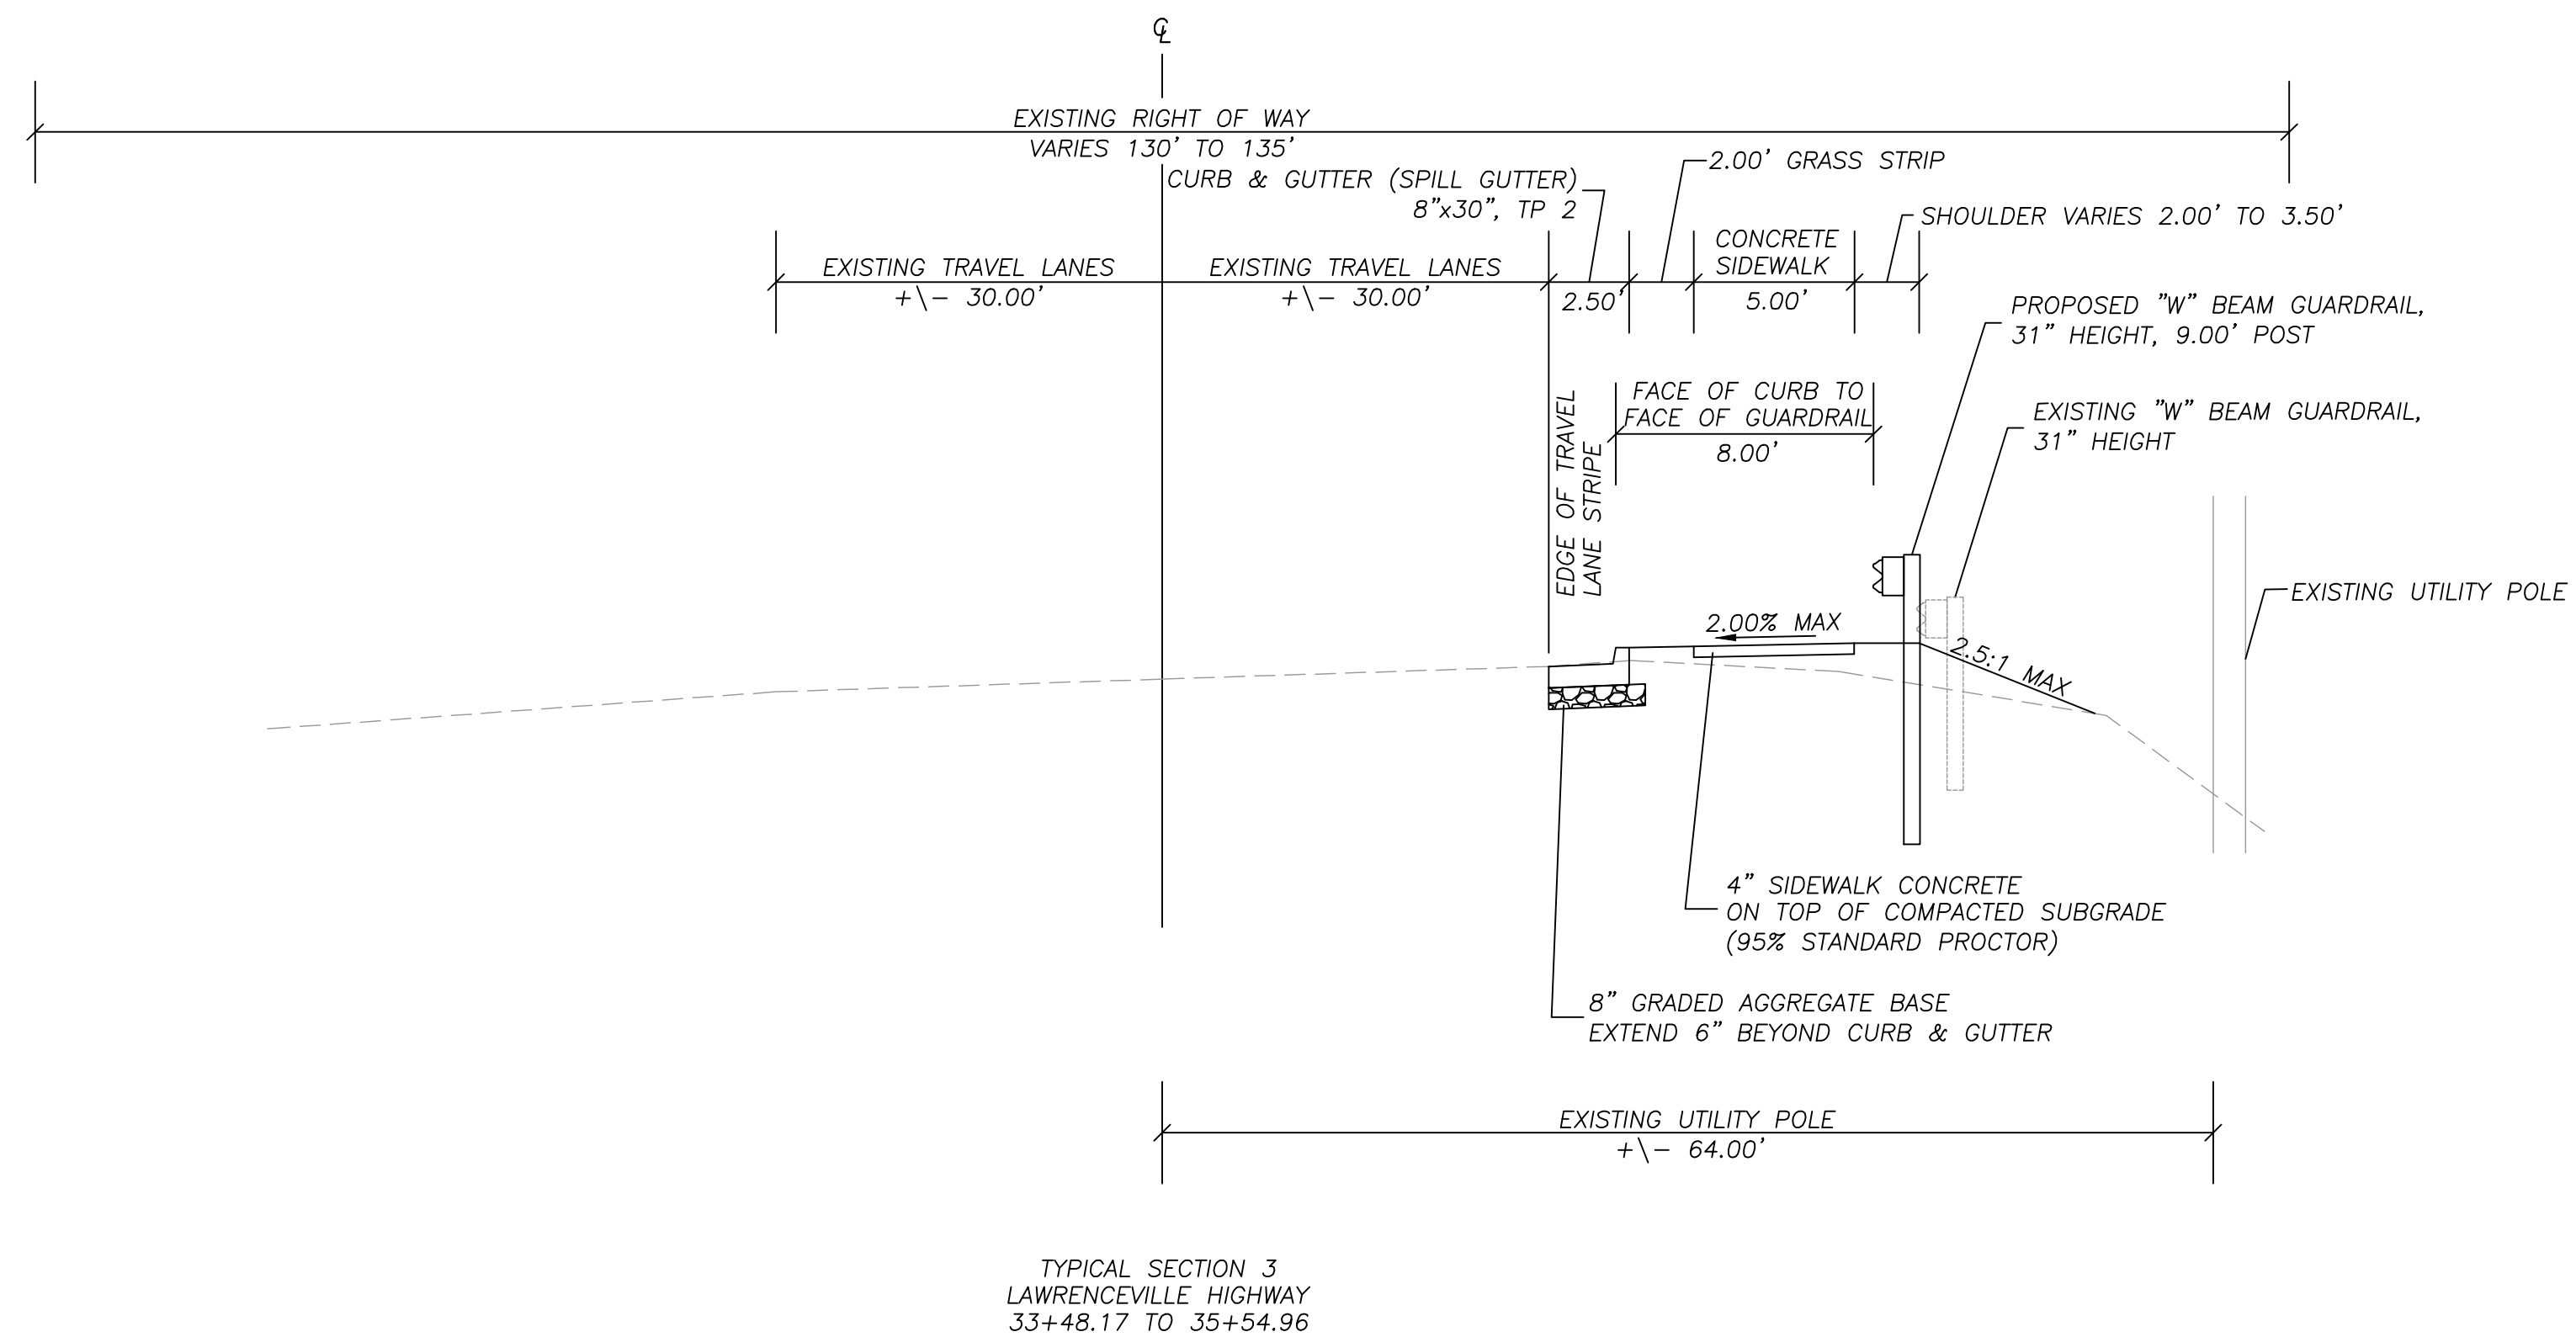 ℄
EXISTING RIGHT OF WAY
VARIES 130' TO 135'
CURB & GUTTER (SPILL GUTTER)
8"x30", TP 2
2.00' GRASS STRIP
SHOULDER VARIES 2.00' TO 3.50'
EXISTING TRAVEL LANES
+\- 30.00'
EXISTING TRAVEL LANES
+\- 30.00'
2.50'
CONCRETE
SIDEWALK
5.00'
PROPOSED "W" BEAM GUARDRAIL,
31" HEIGHT, 9.00' POST
FACE OF CURB TO
FACE OF GUARDRAIL
8.00'
EXISTING "W" BEAM GUARDRAIL,
31" HEIGHT
EDGE OF TRAVEL
LANE STRIPE
EXISTING UTILITY POLE
2.00% MAX
2.5:1 MAX
4" SIDEWALK CONCRETE
ON TOP OF COMPACTED SUBGRADE
(95% STANDARD PROCTOR)
8" GRADED AGGREGATE BASE
EXTEND 6" BEYOND CURB & GUTTER
EXISTING UTILITY POLE
+\- 64.00'
TYPICAL SECTION 3
LAWRENCEVILLE HIGHWAY
33+48.17 TO 35+54.96